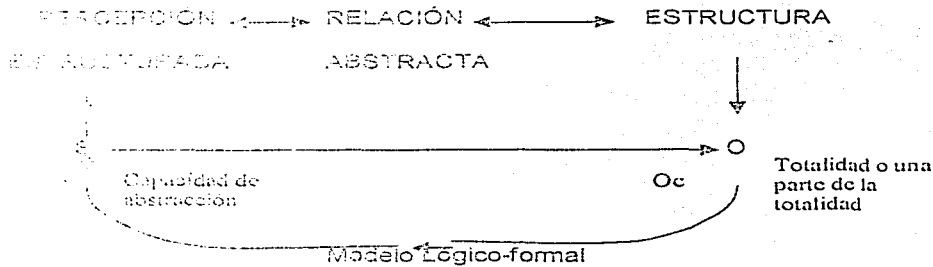 PERCEPCIÓN RELACIÓN ESTRUCTURA
ESTRUCTURADA ABSTRACTA
S O
Capacidad de
abstracción
Oc
Totalidad o una
parte de la
totalidad
Modelo Lógico-formal